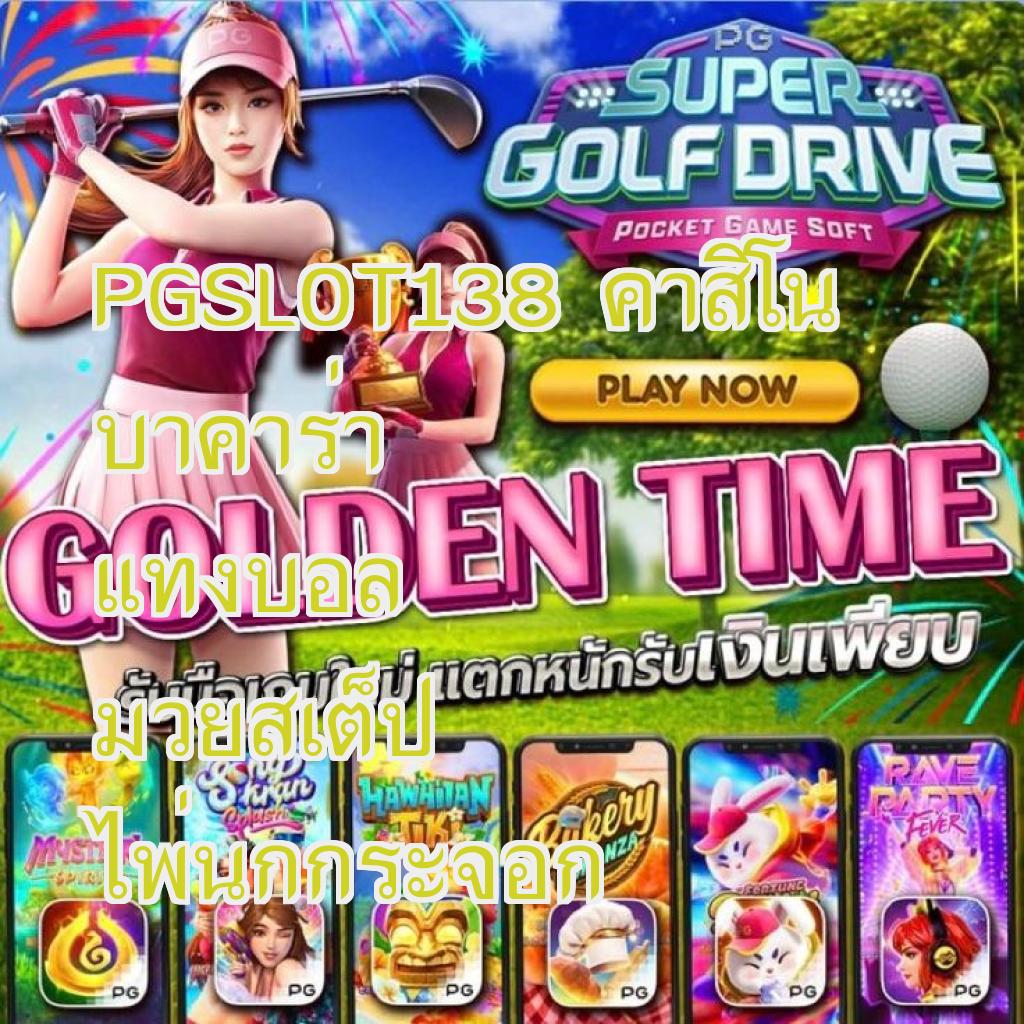 PG
PG
SUPER
GOLF DRIVE
POCKET GAME SOFT
PGSLOT138 คาสิโน
PLAY NOW
บาคาร่า
GOLDEN TIME
แทงบอล
แตกหนักรับเงินเพียบ
มวยสเต็ป
HAWAIIAN
TIKI
Bakery
RAVE
PARTY
FEVER
ไพ่นกกระจอก
PG
PG
PG
PG
PG
PG